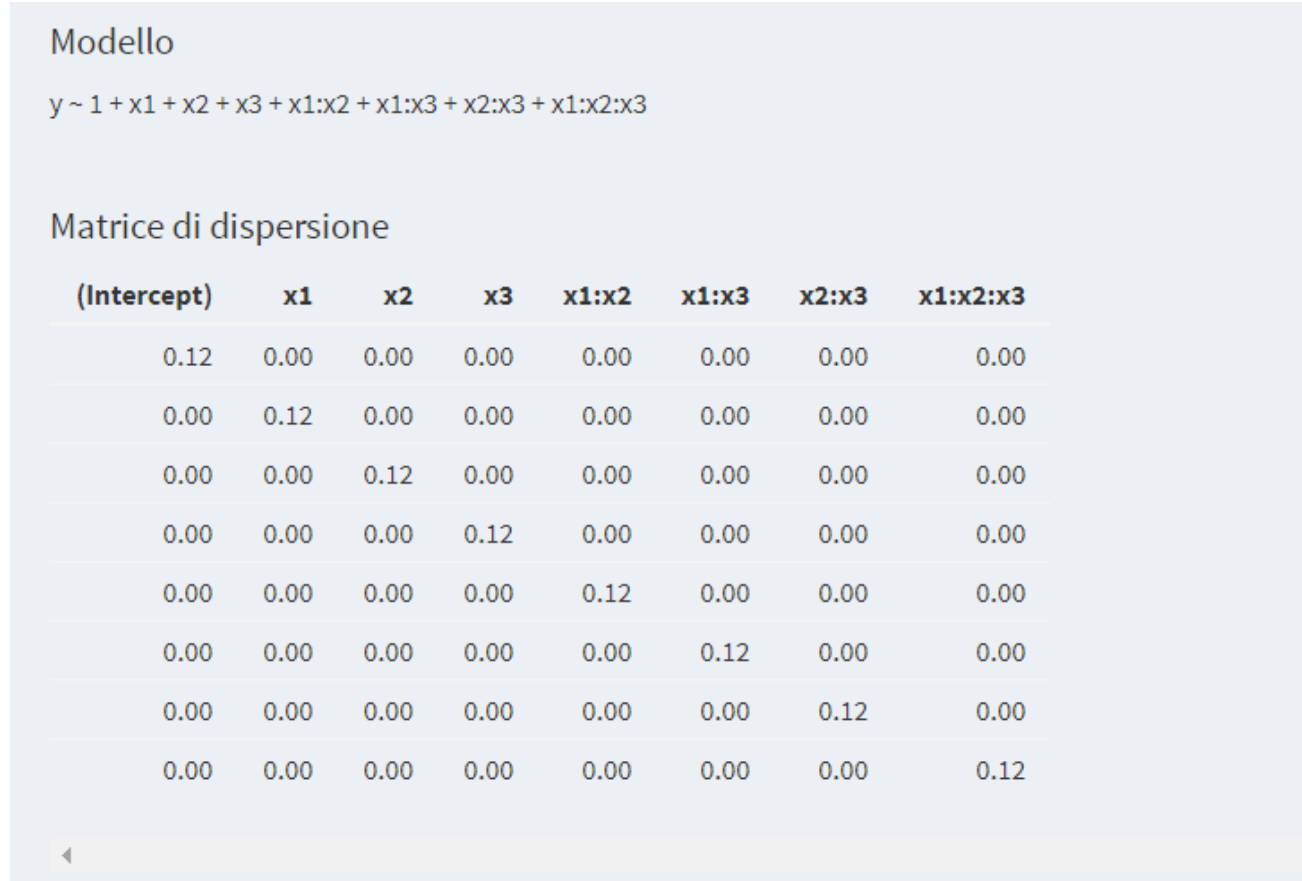 Modello
y ~ 1 + x1 + x2 + x3 + x1:x2 + x1:x3 + x2:x3 + x1:x2:x3
Matrice di dispersione
(Intercept) x1 x2 x3 x1:x2 x1:x3 x2:x3 x1:x2:x3
0.12 0.00 0.00 0.00 0.00 0.00 0.00 0.00
0.00 0.12 0.00 0.00 0.00 0.00 0.00 0.00
0.00 0.00 0.12 0.00 0.00 0.00 0.00 0.00
0.00 0.00 0.00 0.12 0.00 0.00 0.00 0.00
0.00 0.00 0.00 0.00 0.12 0.00 0.00 0.00
0.00 0.00 0.00 0.00 0.00 0.12 0.00 0.00
0.00 0.00 0.00 0.00 0.00 0.00 0.12 0.00
0.00 0.00 0.00 0.00 0.00 0.00 0.00 0.12